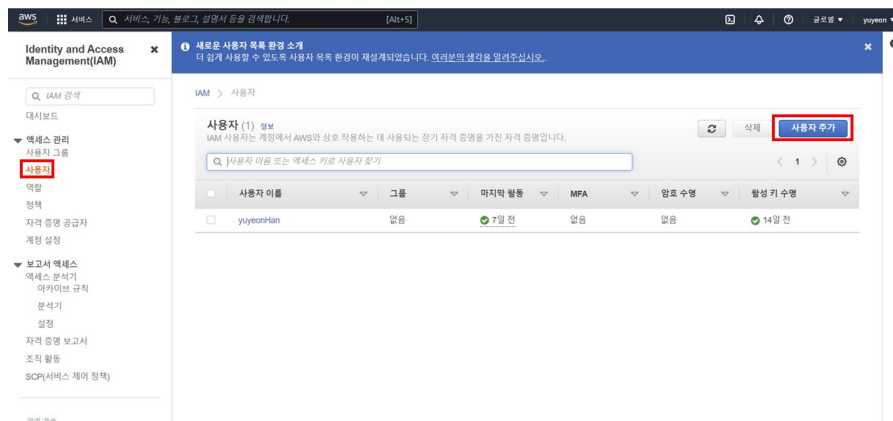 aws 서비스 서비스, 기능, 블로그, 설명서 등을 검색합니다. [Alt+S] 글로벌 yuyeon
Identity and Access Management(IAM)
IAM 검색
대시보드
액세스 관리
사용자 그룹
사용자
역할
정책
자격 증명 공급자
계정 설정
보고서 액세스
액세스 분석기
아카이브 규칙
분석기
설정
자격 증명 보고서
조직 활동
SCP(서비스 제어 정책)
새로운 사용자 목록 환경 소개
더 쉽게 사용할 수 있도록 사용자 목록 환경이 재설계되었습니다. 여러분의 생각을 알려주십시오..
IAM > 사용자
사용자 (1) 정보
IAM 사용자는 계정에서 AWS와 상호 작용하는 데 사용되는 장기 자격 증명을 가진 자격 증명입니다.
삭제 사용자 추가
사용자 이름 또는 액세스 키로 사용자 찾기
< 1 >
사용자 이름 그룹 마지막 활동 MFA 암호 수명 활성 키 수명
yuyeonHan 없음 7일 전 없음 없음 14일 전